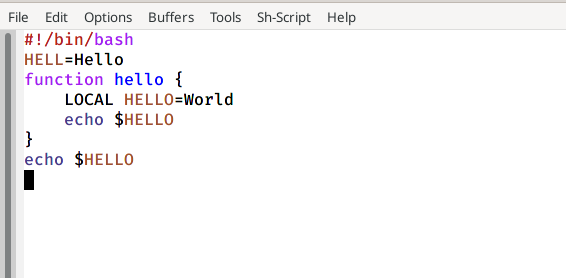 File Edit Options Buffers Tools Sh-Script Help
#!/bin/bash
HELL=Hello
function hello {
    LOCAL HELLO=World
    echo $HELLO
}
echo $HELLO